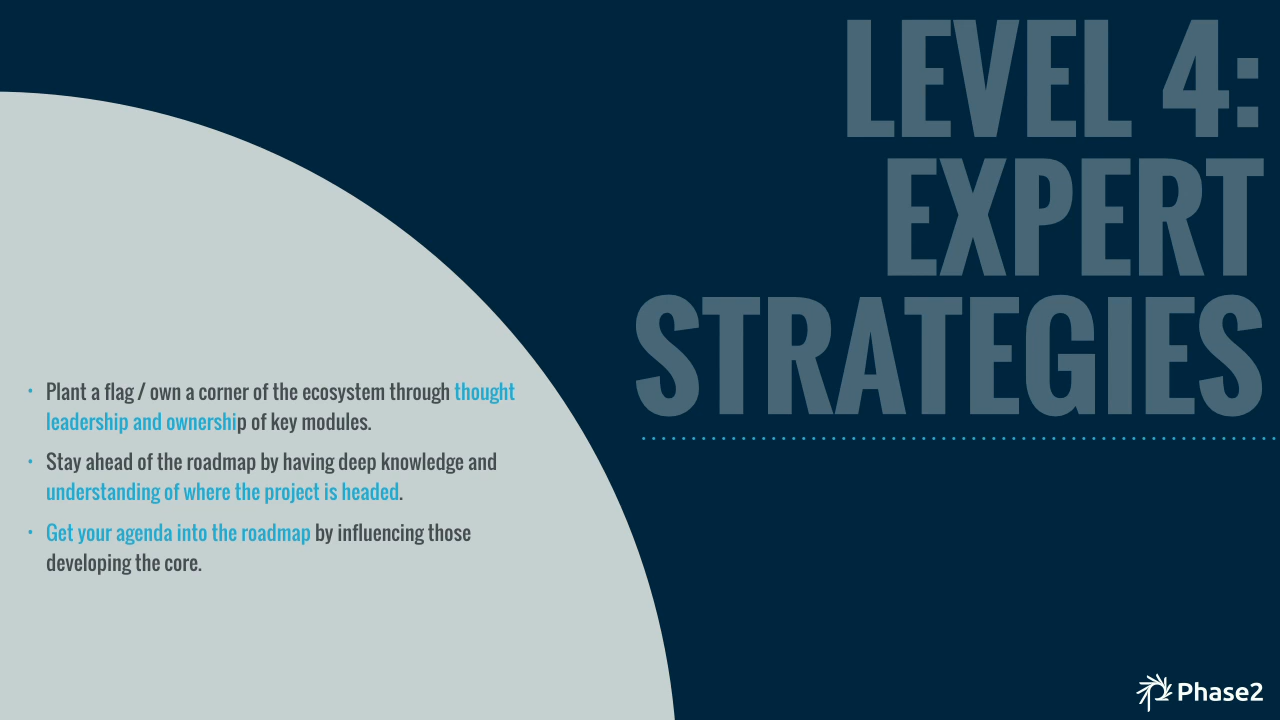 LEVEL 4:
EXPERT
STRATEGIES
· Plant a flag / own a corner of the ecosystem through thought
leadership and ownership of key modules.
· Stay ahead of the roadmap by having deep knowledge and
understanding of where the project is headed.
· Get your agenda into the roadmap by influencing those
developing the core.
Phase2